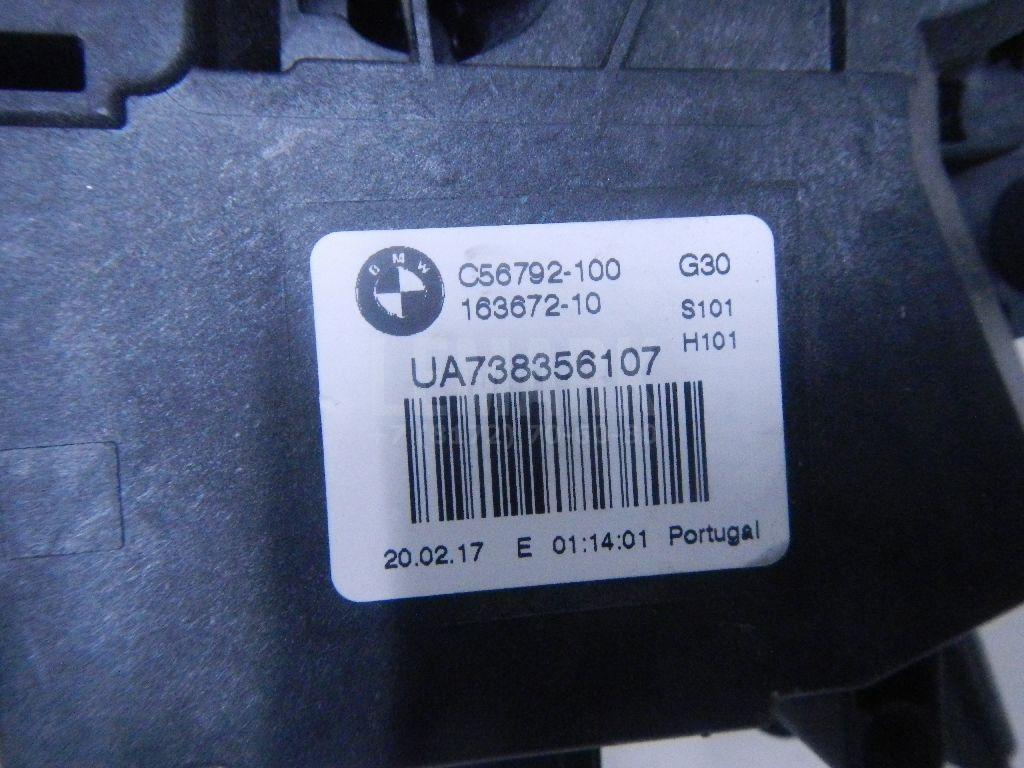 BMW
C56792-100 G30
163672-10 S101
H101
UA738356107
20.02.17 E 01:14:01 Portugal